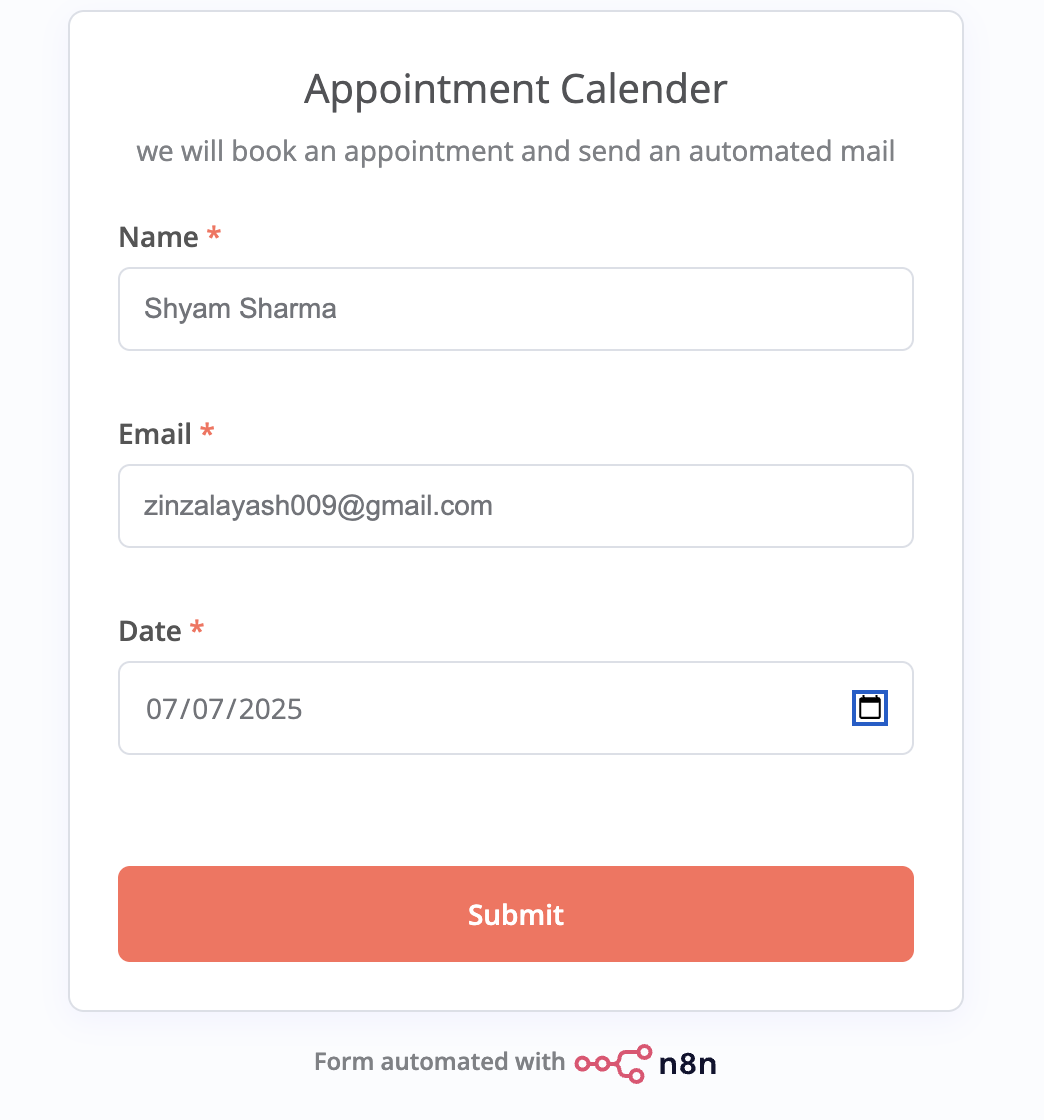 Appointment Calender
we will book an appointment and send an automated mail
Name *
Shyam Sharma
Email *
zinzalayash009@gmail.com
Date *
07/07/2025
Submit
Form automated with n8n